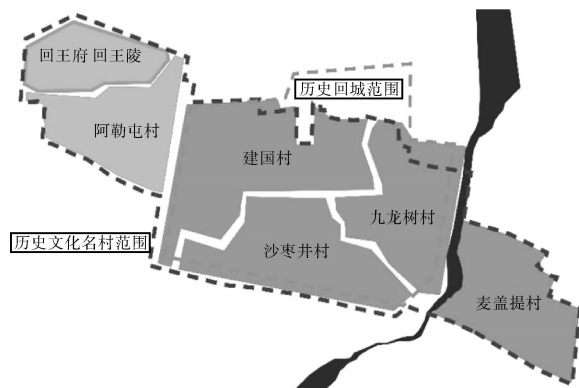 回王府 回王陵
历史回城范围
阿勒屯村
建国村
九龙树村
历史文化名村范围
沙枣井村
麦盖提村